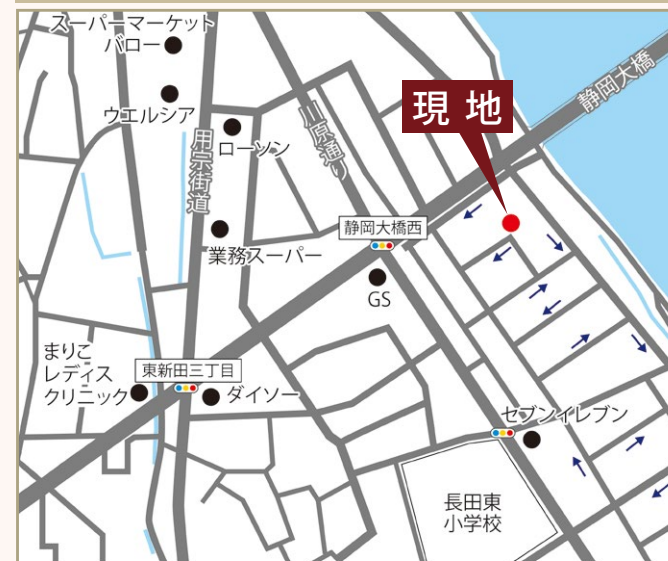 スーパーマーケット
バロー
ウエルシア
ローソン
用宗街道
川原通り
現地
静岡大橋
静岡大橋西
業務スーパー
GS
まりこ
レディス
クリニック
東新田三丁目
ダイソー
セブンイレブン
長田東
小学校